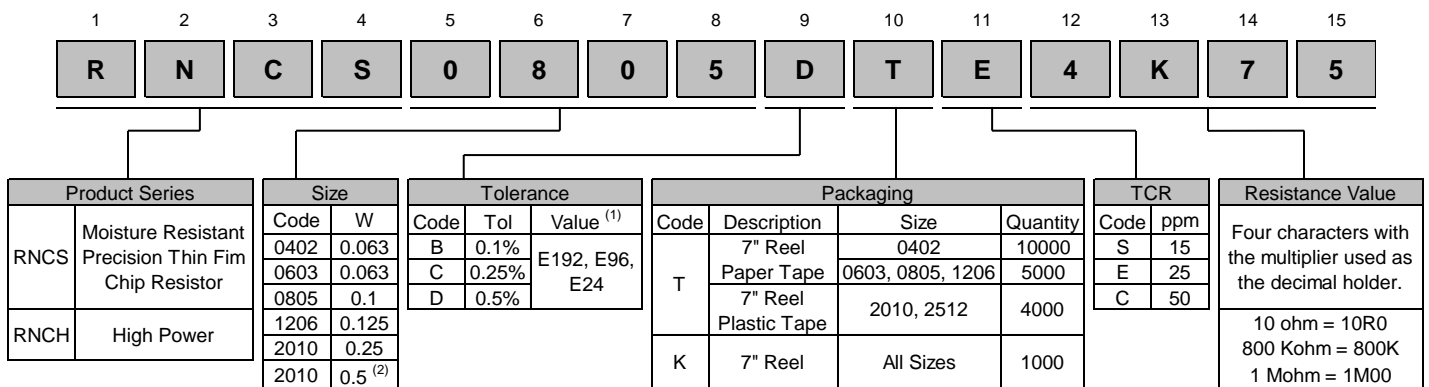 1 2 3 4 5 6 7 8 9 10 11 12 13 14 15
R N C S 0 8 0 5 D T E 4 K 7 5
Product Series
RNCS
Moisture Resistant
Precision Thin Fim
Chip Resistor
RNCH High Power
Size
Code W
0402 0.063
0603 0.063
0805 0.1
1206 0.125
2010 0.25
2010 0.5 (2)
Tolerance
Code Tol Value (1)
B 0.1%
C 0.25%
D 0.5%
E192, E96,
E24
Packaging
Code Description Size Quantity
T
7" Reel
Paper Tape
0402 10000
0603, 0805, 1206 5000
7" Reel
Plastic Tape
2010, 2512 4000
K 7" Reel All Sizes 1000
TCR
Code ppm
S 15
E 25
C 50
Resistance Value
Four characters with
the multiplier used as
the decimal holder.
10 ohm = 10R0
800 Kohm = 800K
1 Mohm = 1M00